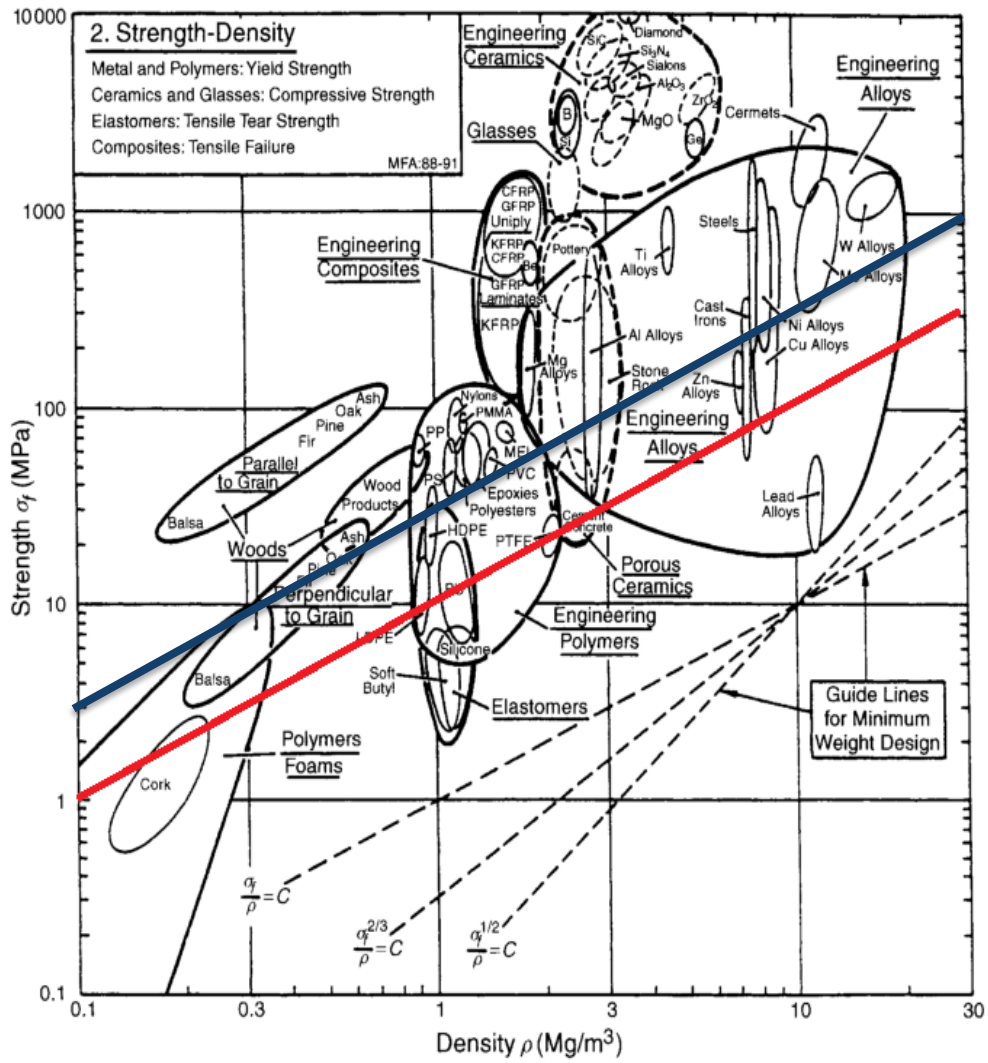 2. Strength-Density
Metal and Polymers: Yield Strength
Ceramics and Glasses: Compressive Strength
Elastomers: Tensile Tear Strength
Composites: Tensile Failure
MFA:88-91
Engineering
Ceramics
SiC
Diamond
Si₃N₄
Sialons
Al₂O₃
ZrO₂
MgO
B
Si
Ge
Cermets
Engineering
Alloys
Glasses
CFRP
GFRP
Uniply
KFRP
CFRP
Be
GFRP
Laminates
KFRP
Engineering
Composites
Pottery
Ti
Alloys
Steels
W Alloys
Alloys
Cast
Irons
Ni Alloys
Cu Alloys
Al Alloys
Mg
Alloys
Stone
Zn
Alloys
Engineering
Alloys
Lead
Alloys
Ash
Oak
Pine
Fir
Parallel
to Grain
Balsa
Wood
Products
Woods
Ash
Perpendicular
to Grain
Balsa
Nylons
PMMA
PP
PS
PVC
Epoxies
Polyesters
HDPE
PTFE
Porous
Ceramics
Engineering
Polymers
Silicone
Soft
Butyl
Elastomers
Polymers
Foams
Cork
Guide Lines
for Minimum
Weight Design
σf/ρ = C
σf^2/3/ρ = C
σf^1/2/ρ = C
Strength σf (MPa)
10000
1000
100
10
1
0.1
0.1
0.3
1
3
10
30
Density ρ (Mg/m³)